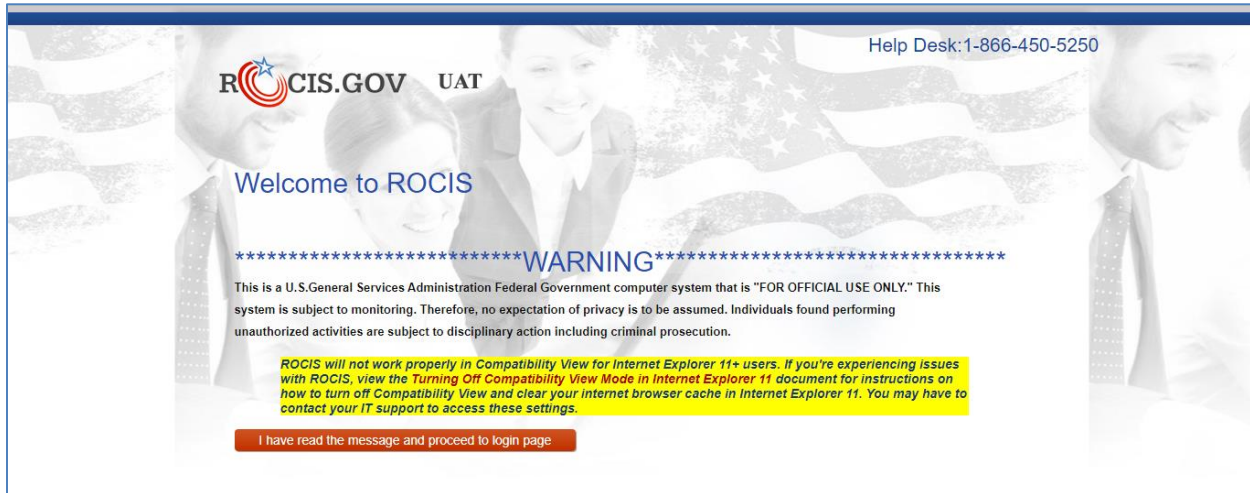 Help Desk:1-866-450-5250
ROCIS.GOV UAT
Welcome to ROCIS
***************************WARNING*********************************
This is a U.S.General Services Administration Federal Government computer system that is "FOR OFFICIAL USE ONLY." This
system is subject to monitoring. Therefore, no expectation of privacy is to be assumed. Individuals found performing
unauthorized activities are subject to disciplinary action including criminal prosecution.
ROCIS will not work properly in Compatibility View for Internet Explorer 11+ users. If you're experiencing issues
with ROCIS, view the Turning Off Compatibility View Mode in Internet Explorer 11 document for instructions on
how to turn off Compatibility View and clear your internet browser cache in Internet Explorer 11. You may have to
contact your IT support to access these settings.
I have read the message and proceed to login page